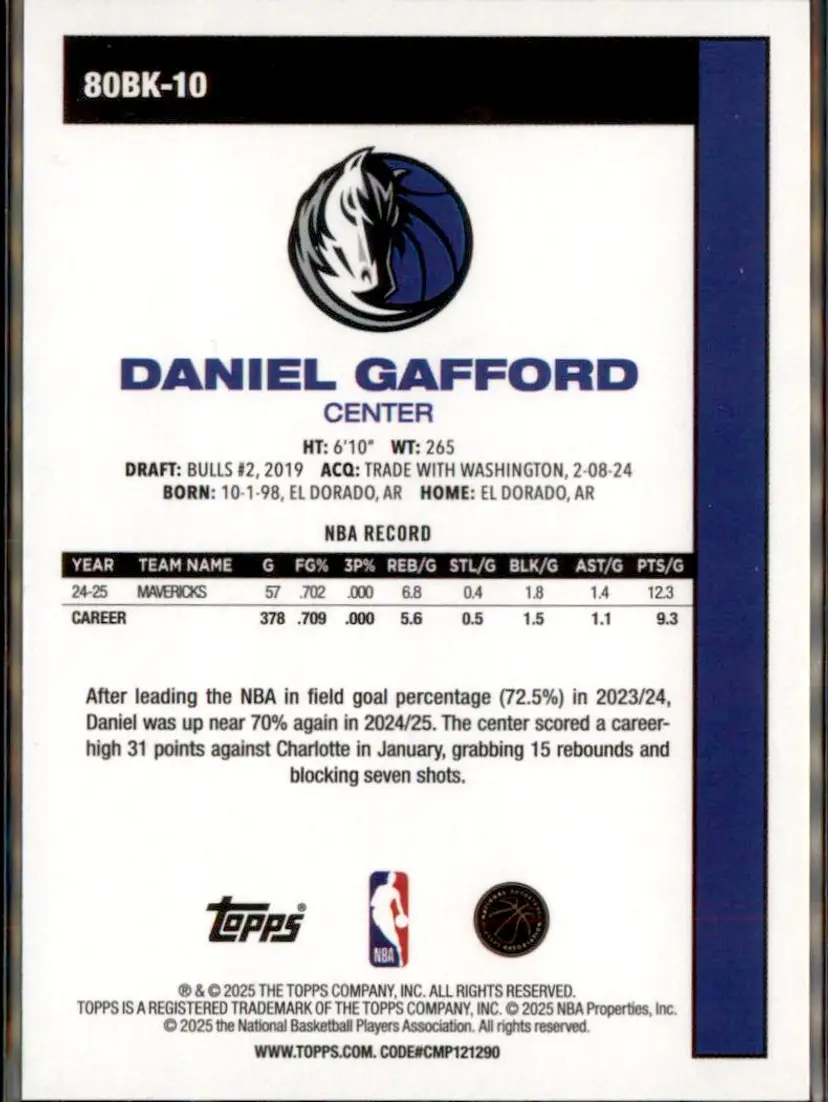 80BK-10
DANIEL GAFFORD
CENTER
HT: 6'10" WT: 265
DRAFT: BULLS #2, 2019 ACQ: TRADE WITH WASHINGTON, 2-08-24
BORN: 10-1-98, EL DORADO, AR HOME: EL DORADO, AR
NBA RECORD
YEAR TEAM NAME G FG% 3P% REB/G STL/G BLK/G AST/G PTS/G
24-25 MAVERICKS 57 .702 .000 6.8 0.4 1.8 1.4 12.3
CAREER 378 .709 .000 5.6 0.5 1.5 1.1 9.3
After leading the NBA in field goal percentage (72.5%) in 2023/24,
Daniel was up near 70% again in 2024/25. The center scored a career-
high 31 points against Charlotte in January, grabbing 15 rebounds and
blocking seven shots.
Topps®
NBA
® & © 2025 THE TOPPS COMPANY, INC. ALL RIGHTS RESERVED.
TOPPS IS A REGISTERED TRADEMARK OF THE TOPPS COMPANY, INC. © 2025 NBA Properties, Inc.
© 2025 the National Basketball Players Association. All rights reserved.
WWW.TOPPS.COM. CODE#CMP121290